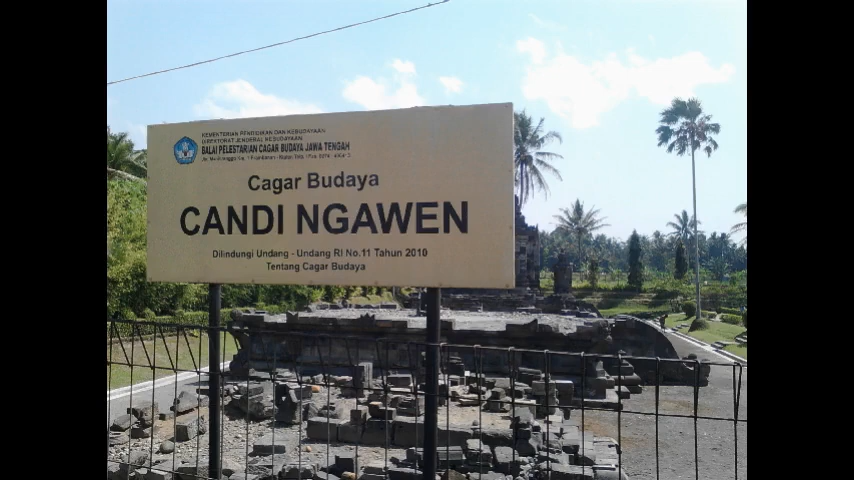 KEMENTERIAN PENDIDIKAN DAN KEBUDAYAAN
DIREKTORAT JENDERAL KEBUDAYAAN
BALAI PELESTARIAN CAGAR BUDAYA JAWA TENGAH
Cagar Budaya
CANDI NGAWEN
Dilindungi Undang - Undang RI No.11 Tahun 2010
Tentang Cagar Budaya